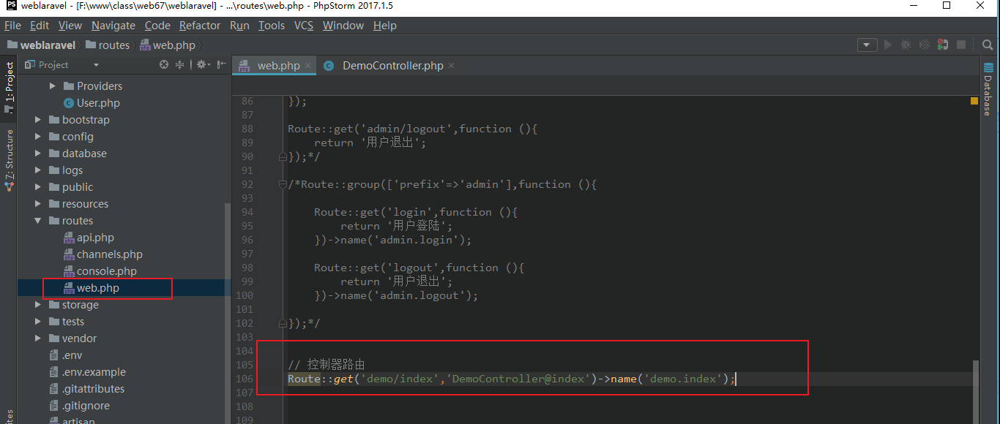 weblaravel - [F:\www\class\web67\weblaravel] - ...\routes\web.php - PhpStorm 2017.1.5
File Edit View Navigate Code Refactor Run Tools VCS Window Help
weblaravel routes web.php
Project
web.php DemoController.php
1: Project
7: Structure
Database
Providers
User.php
bootstrap
config
database
logs
public
resources
routes
api.php
channels.php
console.php
web.php
storage
tests
vendor
.env
.env.example
.gitattributes
.gitignore
artisan
86 });
87
88 Route::get('admin/logout',function (){
89 return '用户退出';
90 });*/
91
92 /*Route::group(['prefix'=>'admin'],function (){
93
94 Route::get('login',function (){
95 return '用户登陆';
96 })->name('admin.login');
97
98 Route::get('logout',function (){
99 return '用户退出';
100 })->name('admin.logout');
101
102 });*/
103
104
105 // 控制器路由
106 Route::get('demo/index','DemoController@index')->name('demo.index');
107
108
109